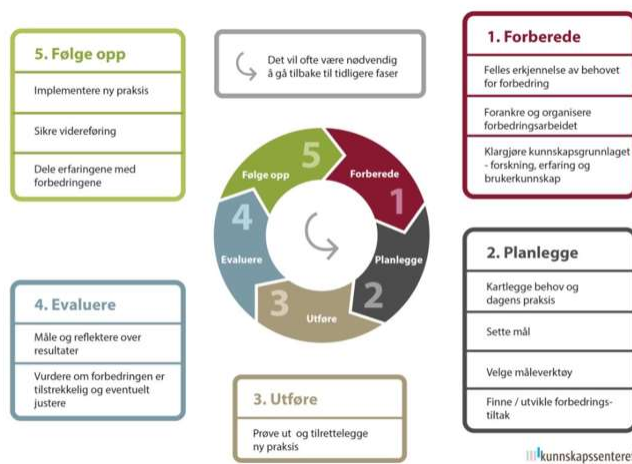 5. Følge opp
Implementere ny praksis
Sikre videreføring
Dele erfaringene med
forbedringene
Det vil ofte være nødvendig
å gå tilbake til tidligere faser
1. Forberede
Felles erkjennelse av behovet
for forbedring
Forankre og organisere
forbedringsarbeidet
Klargjøre kunnskapsgrunnlaget
- forskning, erfaring og
brukerkunnskap
5
Følge opp
Forberede
1
4
Evaluere
Planlegge
2
3
Utføre
2. Planlegge
Kartlegge behov og
dagens praksis
Sette mål
Velge måleverktøy
Finne / utvikle forbedrings-
tiltak
4. Evaluere
Måle og reflektere over
resultater
Vurdere om forbedringen er
tilstrekkelig og eventuelt
justere
3. Utføre
Prøve ut og tilrettelegge
ny praksis
kunnskapssenteret